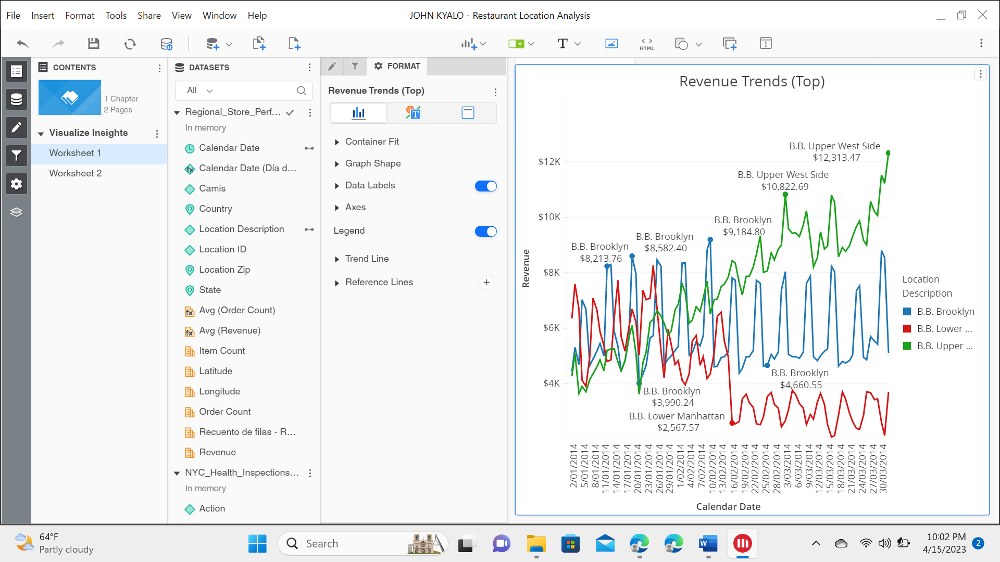 JOHN KYALO - Restaurant Location Analysis
File Insert Format Tools Share View Window Help
T
HTML
CONTENTS
1 Chapter
2 Pages
Visualize Insights
Worksheet 1
Worksheet 2
DATASETS
All
Regional_Store_Perf...
In memory
Calendar Date
Calendar Date (Día d...
Camis
Country
Location Description
Location ID
Location Zip
State
Avg (Order Count)
Avg (Revenue)
Item Count
Latitude
Longitude
Order Count
Recuento de filas - R...
Revenue
NYC_Health_Inspections...
In memory
Action
FORMAT
Revenue Trends (Top)
Container Fit
Graph Shape
Data Labels
Axes
Legend
Trend Line
Reference Lines
Revenue Trends (Top)
Revenue
$12K
$10K
$8K
$6K
$4K
B.B. Upper West Side
$12,313.47
B.B. Upper West Side
$10,822.69
B.B. Brooklyn
$9,184.80
B.B. Brooklyn
$8,582.40
B.B. Brooklyn
$8,213.76
B.B. Brooklyn
$4,660.55
B.B. Brooklyn
$3,990.24
B.B. Lower Manhattan
$2,567.57
2/01/2014
5/01/2014
8/01/2014
11/01/2014
14/01/2014
17/01/2014
20/01/2014
23/01/2014
26/01/2014
29/01/2014
1/02/2014
4/02/2014
7/02/2014
10/02/2014
13/02/2014
16/02/2014
19/02/2014
22/02/2014
25/02/2014
28/02/2014
3/03/2014
6/03/2014
9/03/2014
12/03/2014
15/03/2014
18/03/2014
21/03/2014
24/03/2014
27/03/2014
30/03/2014
Calendar Date
Location
Description
B.B. Brooklyn
B.B. Lower ...
B.B. Upper ...
64°F
Partly cloudy
Search
10:02 PM
4/15/2023
2